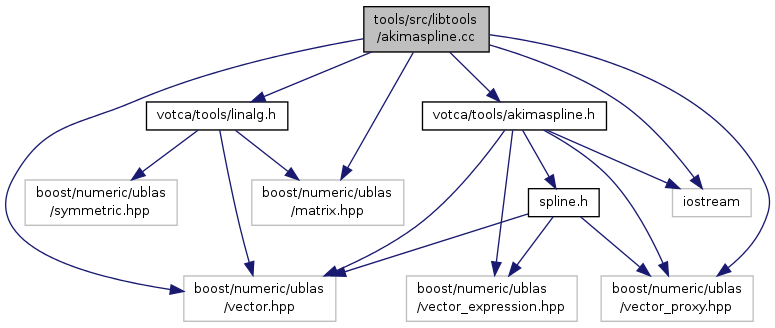 tools/src/libtools
/akimaspline.cc
votca/tools/linalg.h
votca/tools/akimaspline.h
boost/numeric/ublas
/symmetric.hpp
boost/numeric/ublas
/matrix.hpp
spline.h
iostream
boost/numeric/ublas
/vector.hpp
boost/numeric/ublas
/vector_expression.hpp
boost/numeric/ublas
/vector_proxy.hpp